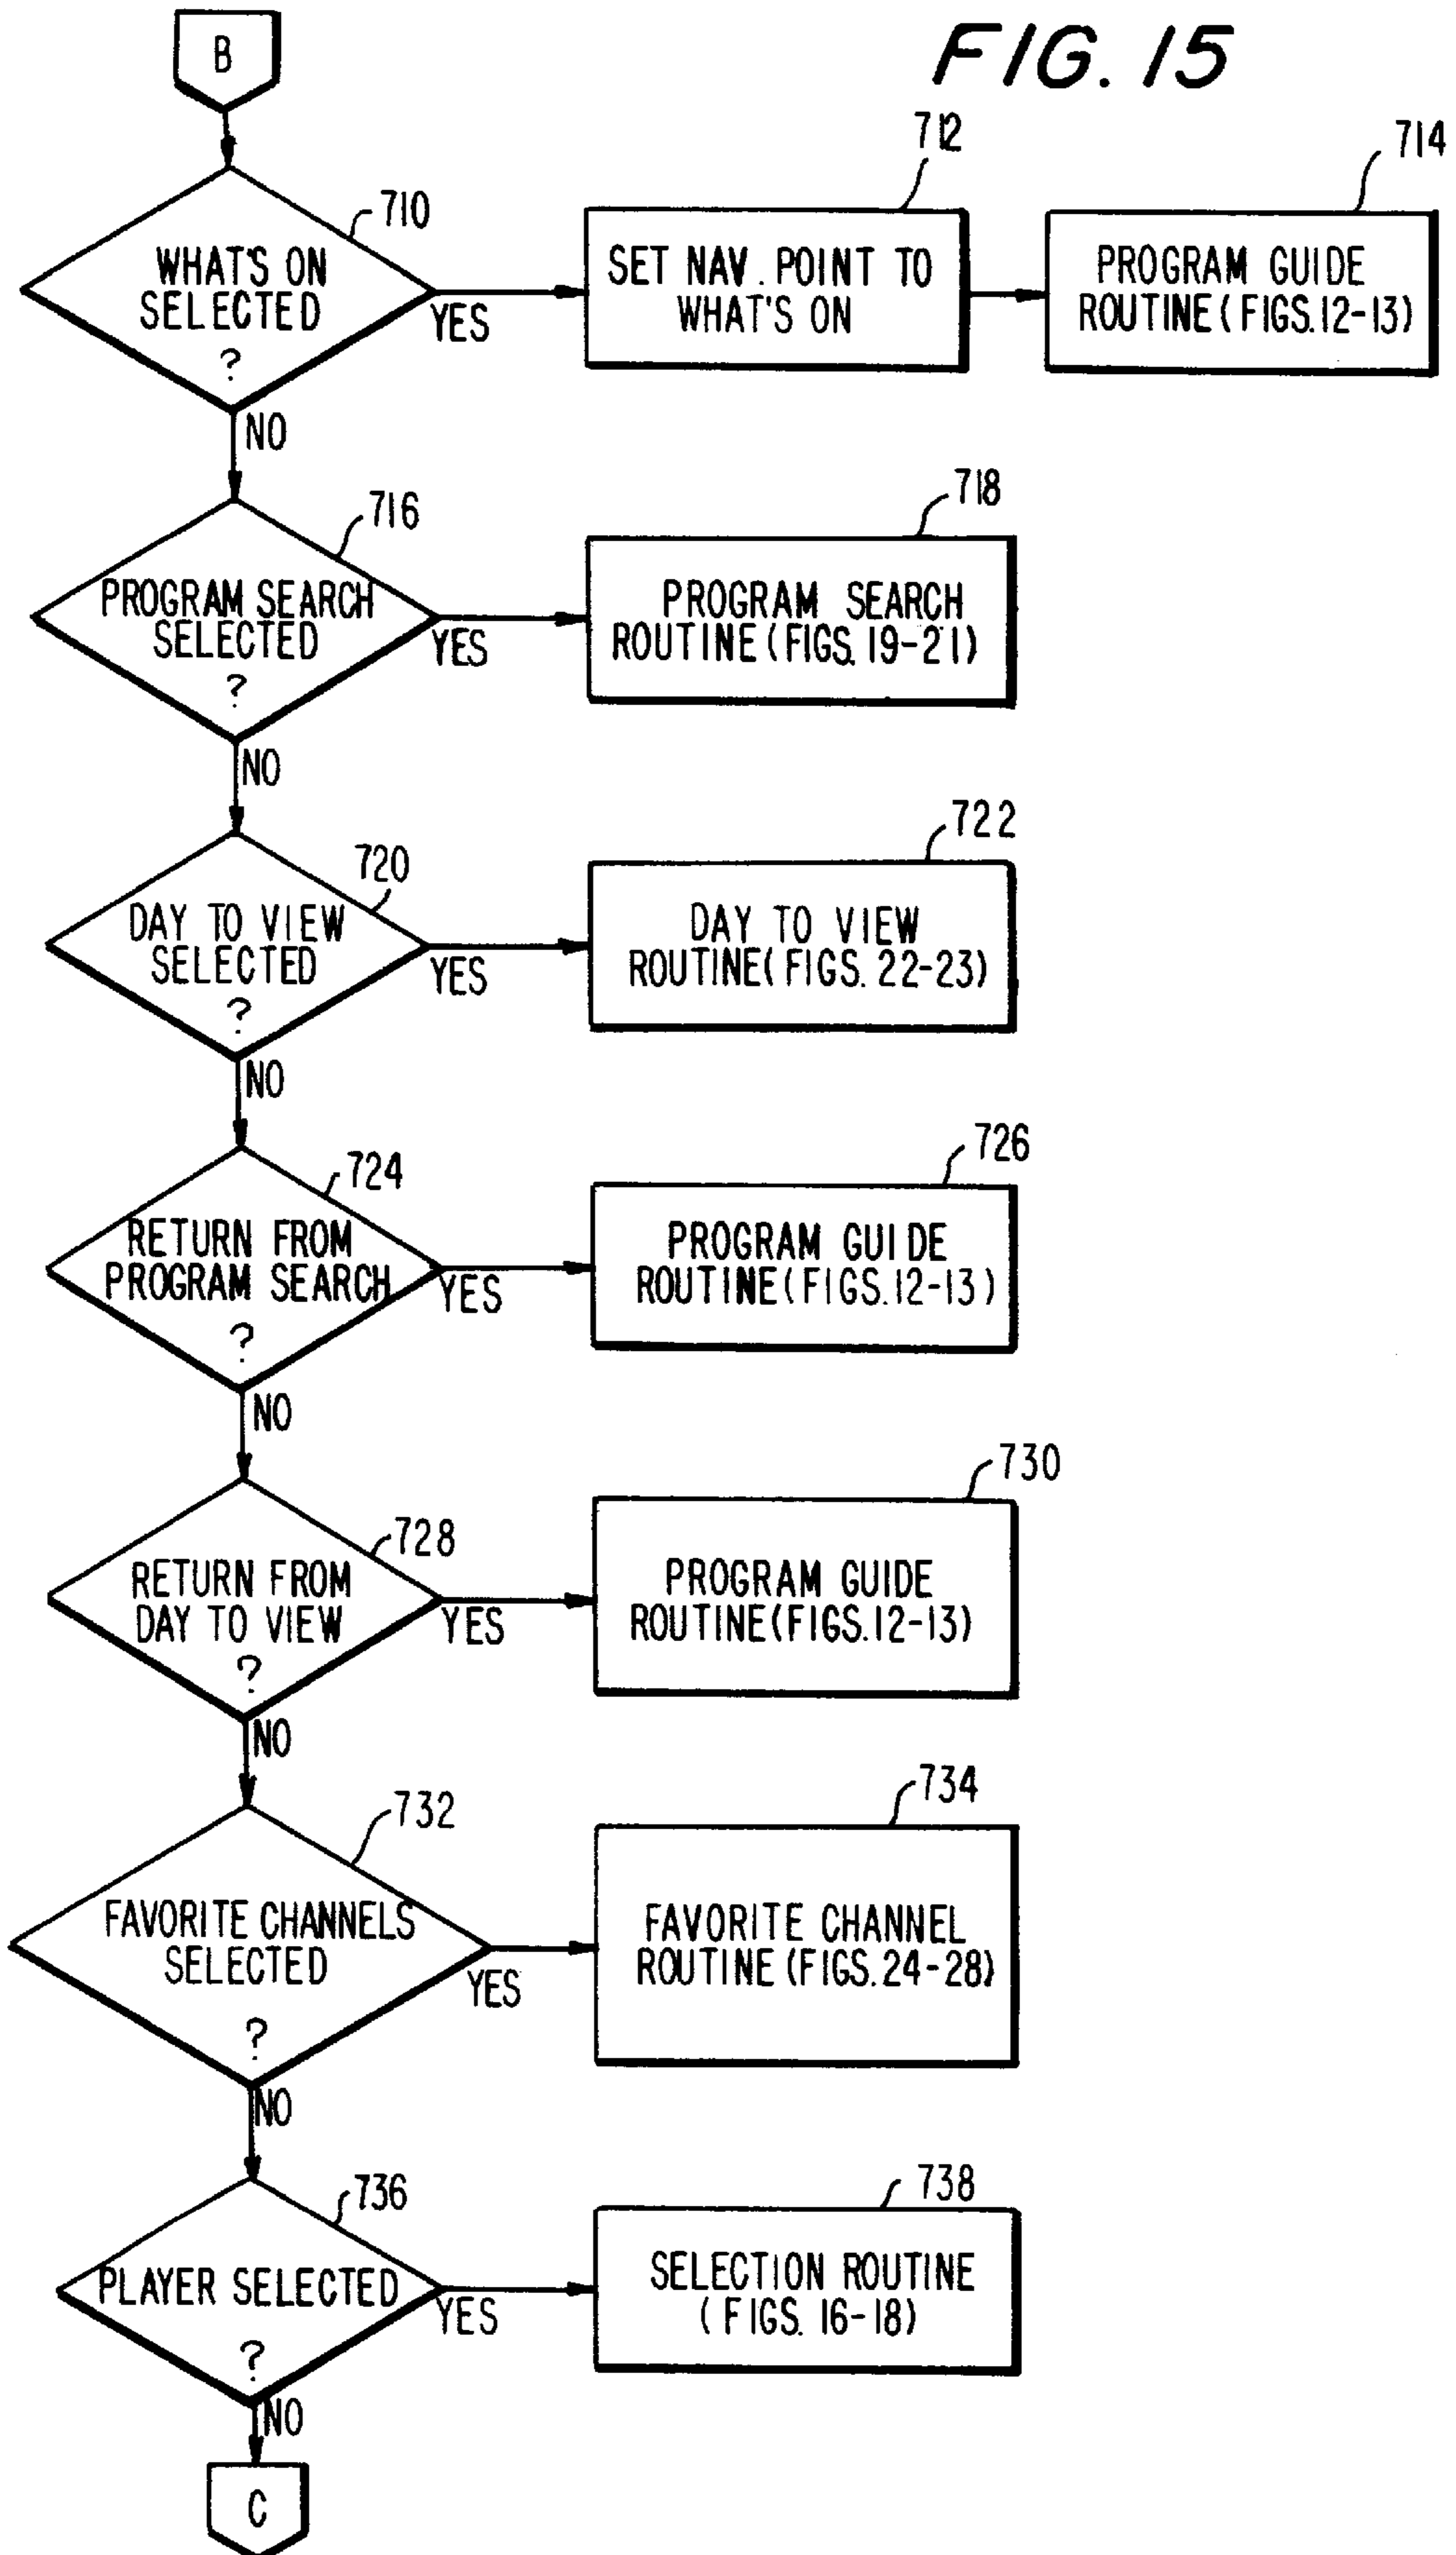 B
FIG. 15
710
WHAT'S ON
SELECTED
?
YES
NO
712
SET NAV. POINT TO
WHAT'S ON
714
PROGRAM GUIDE
ROUTINE (FIGS. 12-13)
716
PROGRAM SEARCH
SELECTED
?
YES
NO
718
PROGRAM SEARCH
ROUTINE (FIGS. 19-21)
720
DAY TO VIEW
SELECTED
?
YES
NO
722
DAY TO VIEW
ROUTINE (FIGS. 22-23)
724
RETURN FROM
PROGRAM SEARCH
?
YES
NO
726
PROGRAM GUIDE
ROUTINE (FIGS. 12-13)
728
RETURN FROM
DAY TO VIEW
?
YES
NO
730
PROGRAM GUIDE
ROUTINE (FIGS. 12-13)
732
FAVORITE CHANNELS
SELECTED
?
YES
NO
734
FAVORITE CHANNEL
ROUTINE (FIGS. 24-28)
736
PLAYER SELECTED
?
YES
NO
738
SELECTION ROUTINE
(FIGS. 16-18)
C